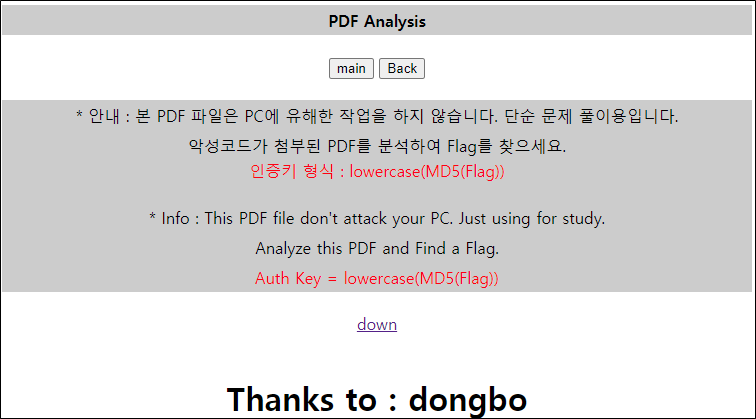 PDF Analysis
main Back
* 안내 : 본 PDF 파일은 PC에 유해한 작업을 하지 않습니다. 단순 문제 풀이용입니다.
악성코드가 첨부된 PDF를 분석하여 Flag를 찾으세요.
인증키 형식 : lowercase(MD5(Flag))
* Info : This PDF file don't attack your PC. Just using for study.
Analyze this PDF and Find a Flag.
Auth Key = lowercase(MD5(Flag))
down
Thanks to : dongbo